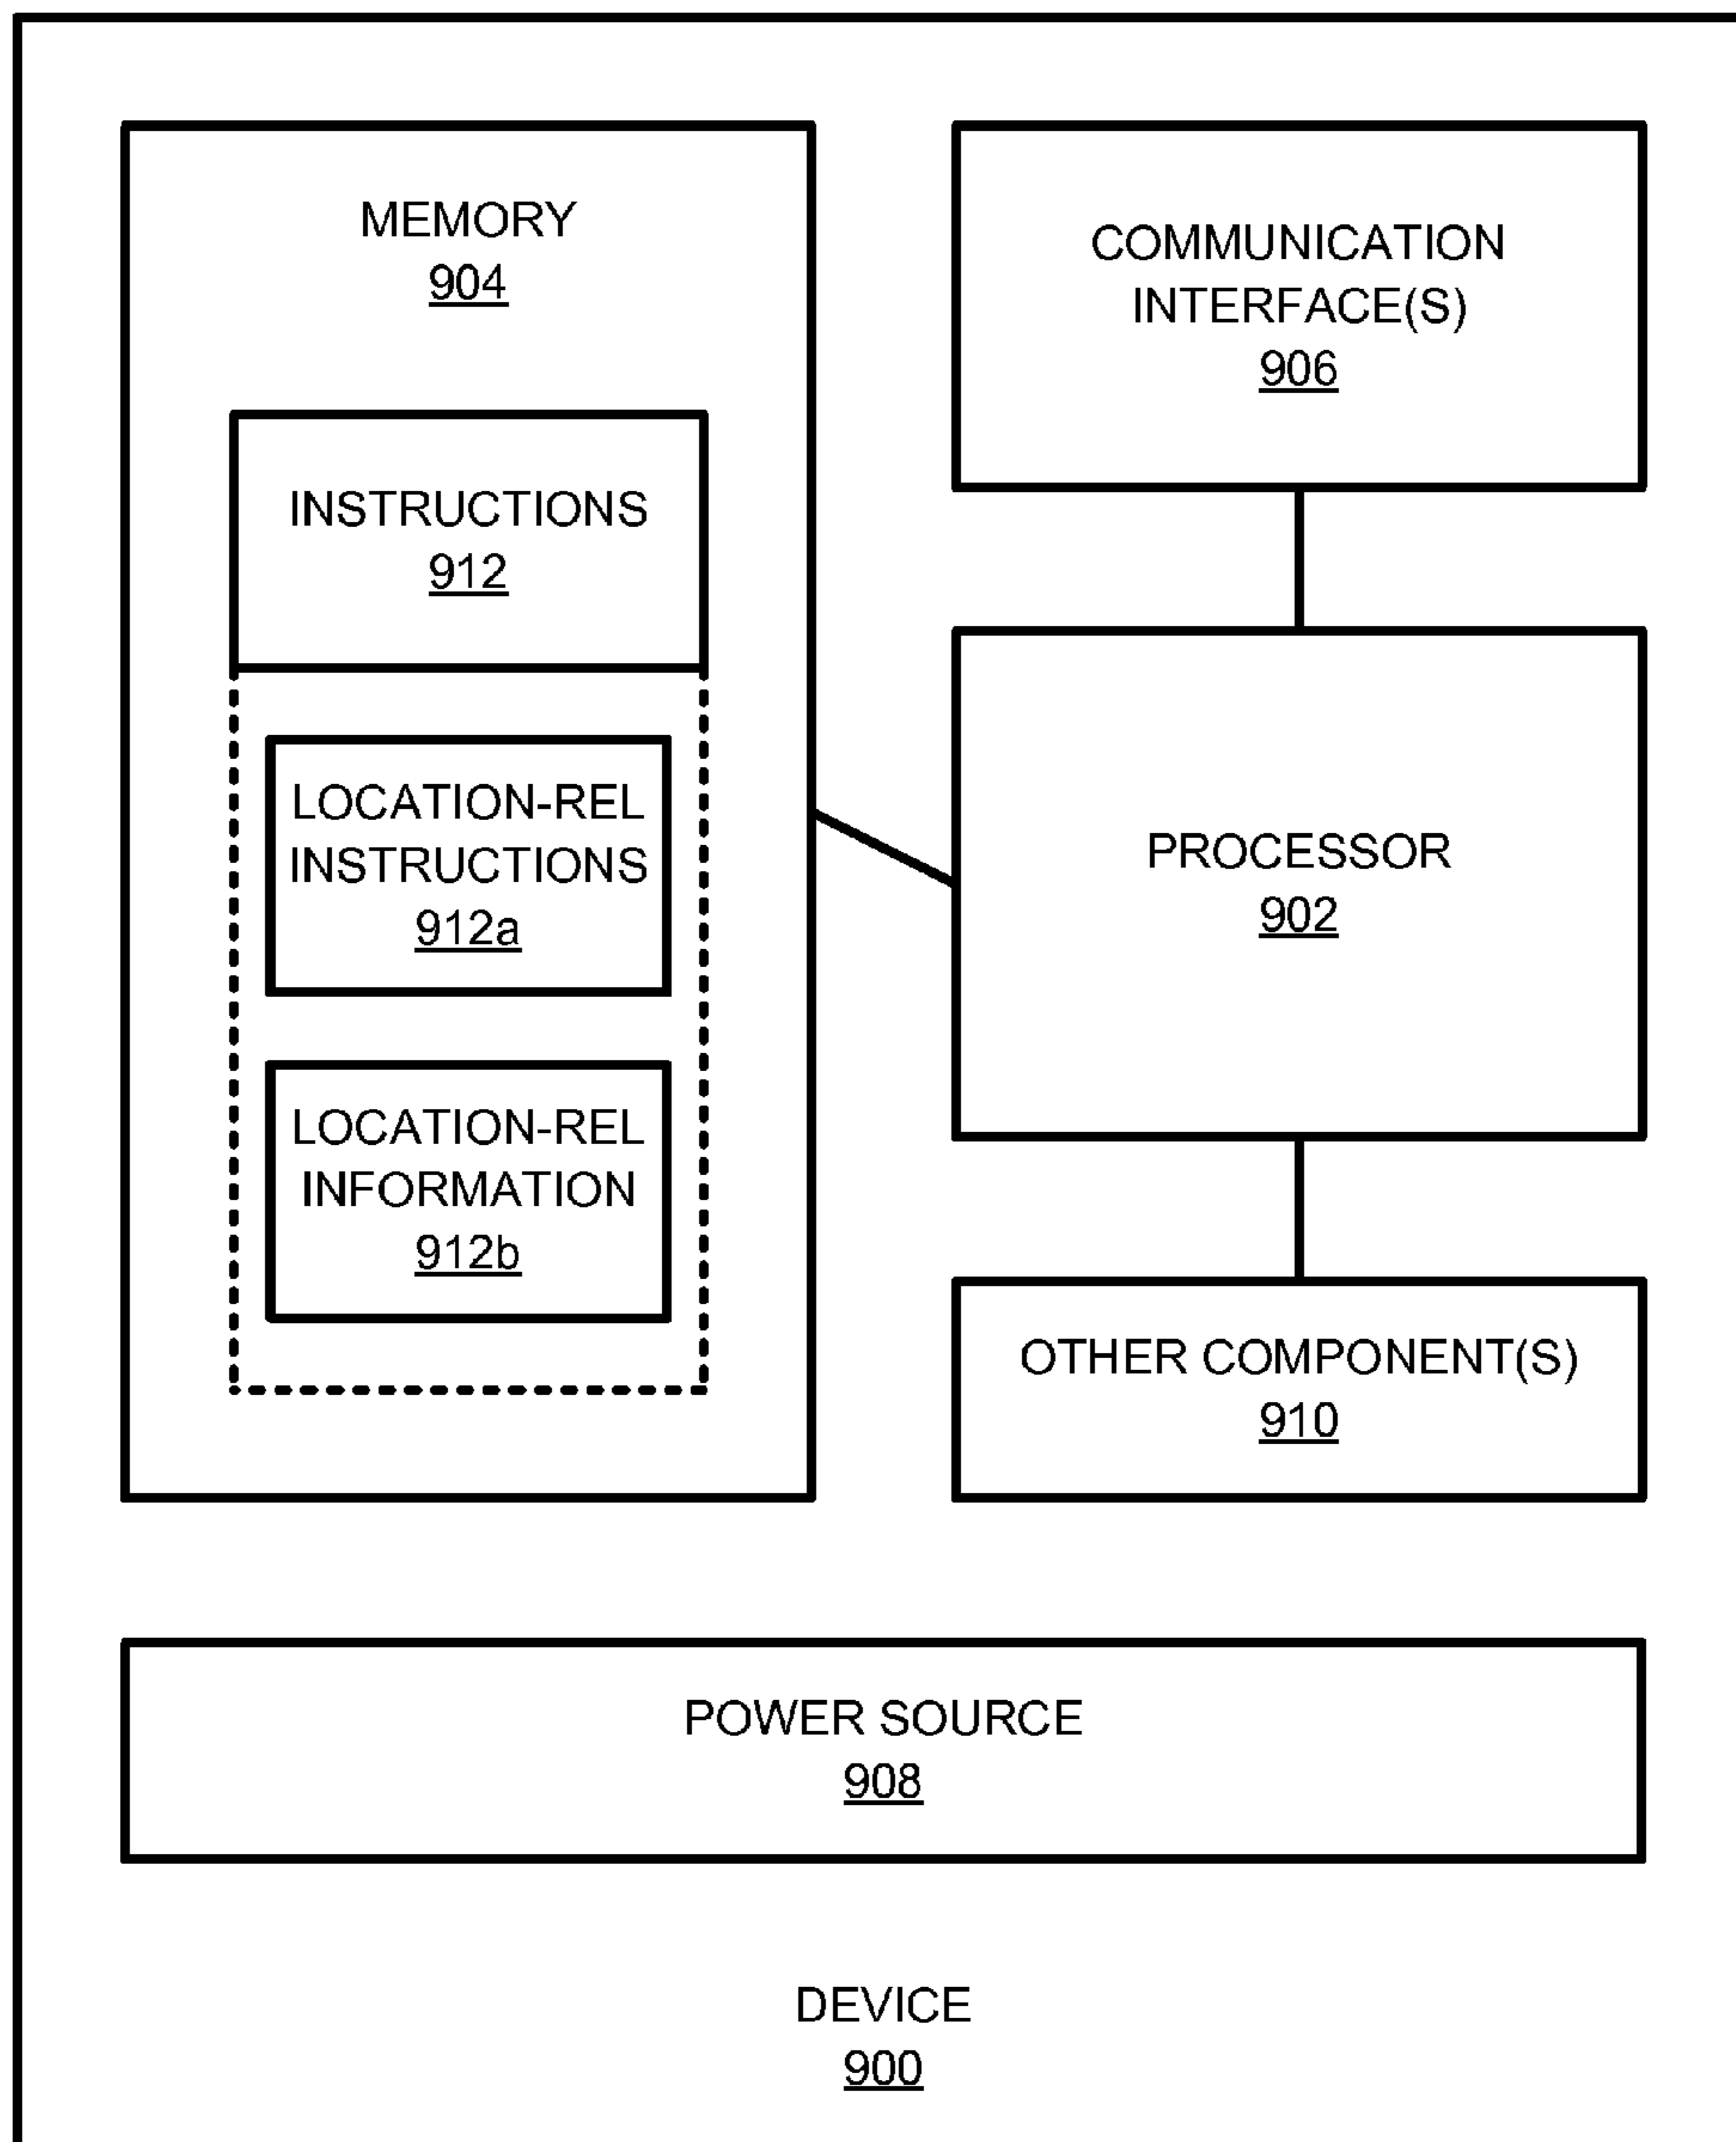 MEMORY
904
INSTRUCTIONS
912
LOCATION-REL
INSTRUCTIONS
912a
LOCATION-REL
INFORMATION
912b
COMMUNICATION
INTERFACE(S)
906
PROCESSOR
902
OTHER COMPONENT(S)
910
POWER SOURCE
908
DEVICE
900